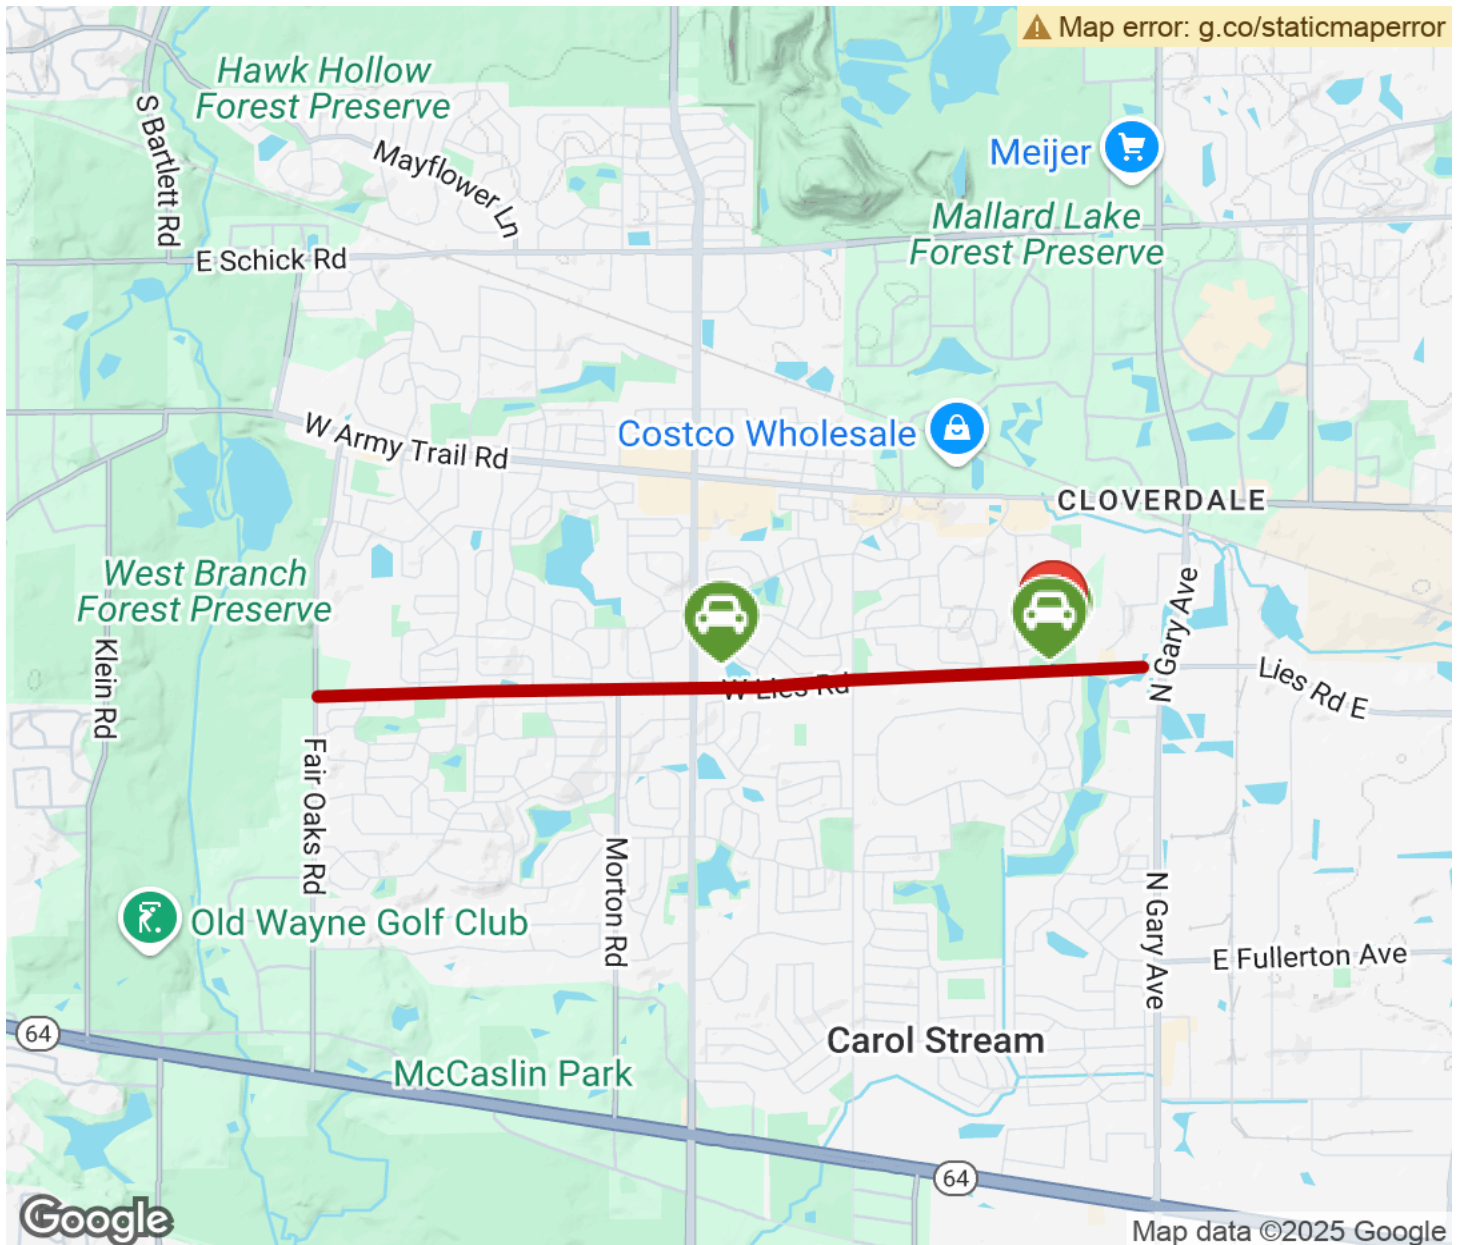 Map error: g.co/staticmaperror
Hawk Hollow
Forest Preserve
S Bartlett Rd
Mayflower Ln
Meijer
Mallard Lake
Forest Preserve
E Schick Rd
W Army Trail Rd
Costco Wholesale
CLOVERDALE
West Branch
Forest Preserve
Klein Rd
N Gary Ave
W Lies Rd
Lies Rd E
Fair Oaks Rd
Morton Rd
N Gary Ave
Old Wayne Golf Club
E Fullerton Ave
64
Carol Stream
McCaslin Park
64
Google
Map data ©2025 Google